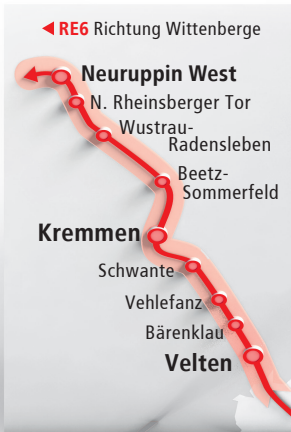 RE6 Richtung Wittenberge
Neuruppin West
N. Rheinsberger Tor
Wustrau-
Radensleben
Beetz-
Sommerfeld
Kremmen
Schwante
Vehlefanz
Bärenklau
Velten